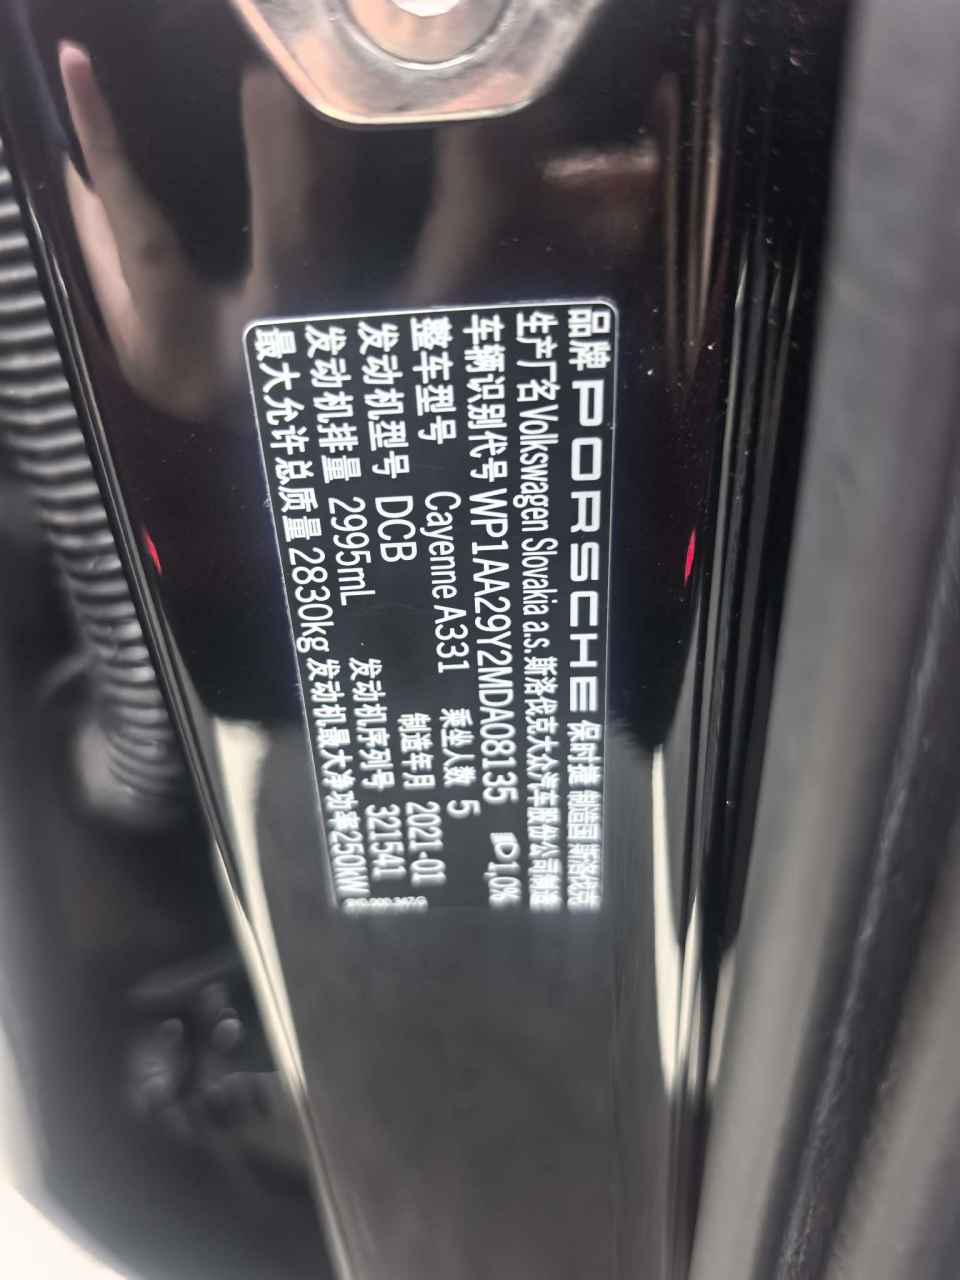 品牌 PORSCHE 保时捷 制造国 斯洛伐克
生产厂名 Volkswagen Slovakia a.s. 斯洛伐克大众汽车股份公司制造
车辆识别代号 WP1AA29Y2MDA08135 1,0%
整车型号 Cayenne A331 乘坐人数 5
发动机型号 DCB 制造年月 2021-01
发动机排量 2995mL 发动机序列号 321541
最大允许总质量 2830kg 发动机最大净功率 250kW